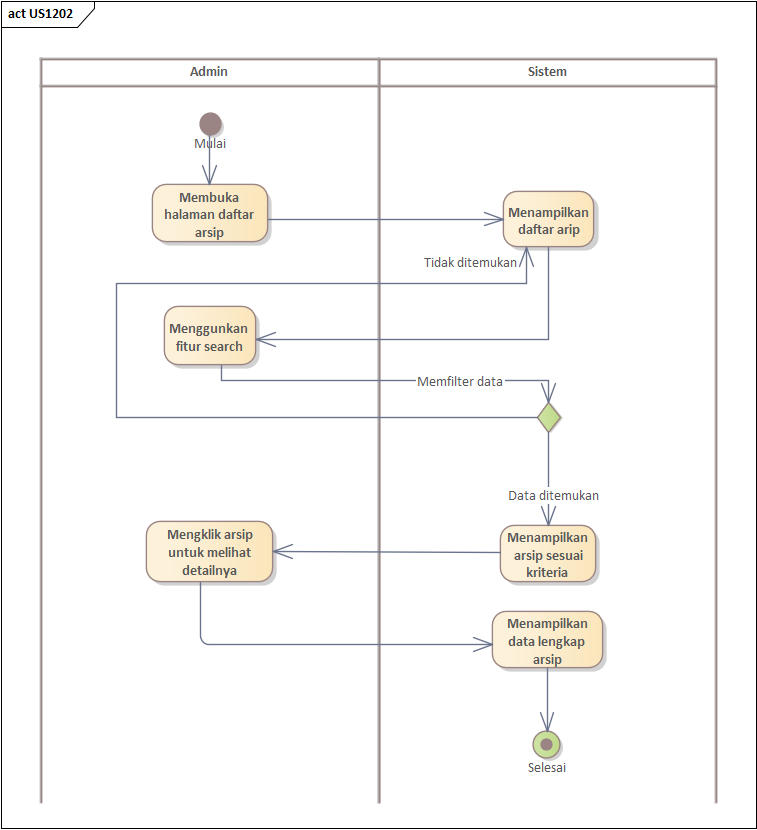 act US1202
Admin
Sistem
Mulai
Membuka
halaman daftar
arsip
Menampilkan
daftar arip
Tidak ditemukan
Menggunkan
fitur search
Memfilter data
Data ditemukan
Mengklik arsip
untuk melihat
detailnya
Menampilkan
arsip sesuai
kriteria
Menampilkan
data lengkap
arsip
Selesai